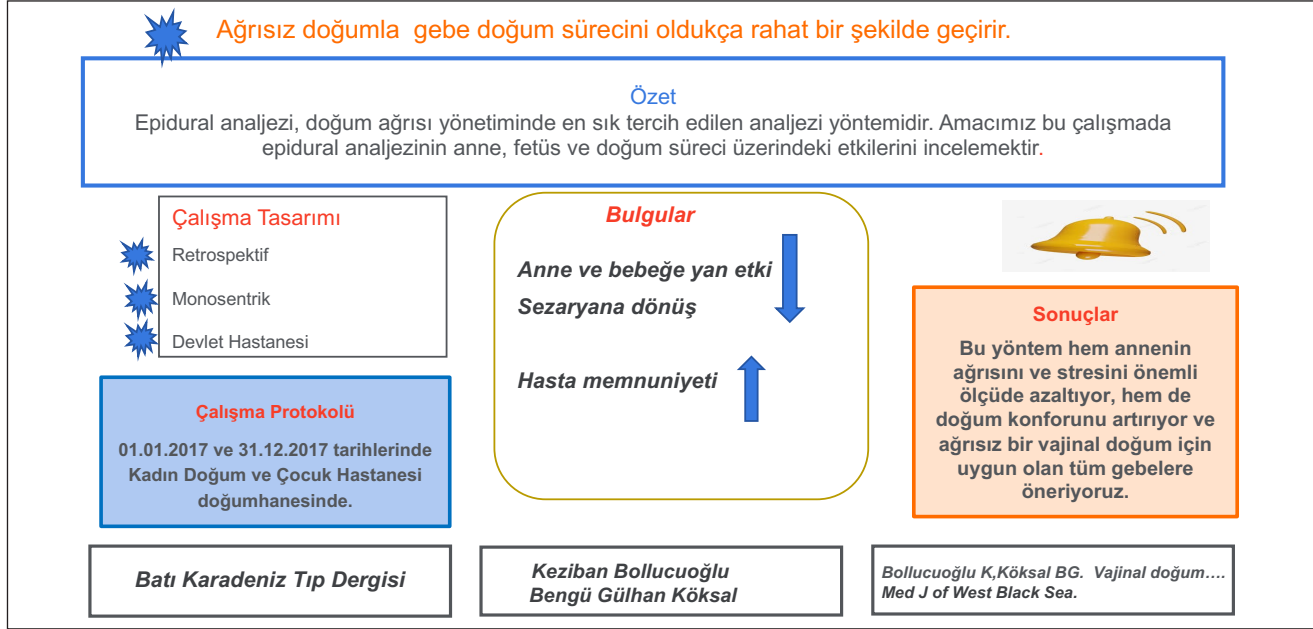 Ağrısız doğumla gebe doğum sürecini oldukça rahat bir şekilde geçirir.
Özet
Epidural analjezi, doğum ağrısı yönetiminde en sık tercih edilen analjezi yöntemidir. Amacımız bu çalışmada
epidural analjezinin anne, fetüs ve doğum süreci üzerindeki etkilerini incelemektir.
Çalışma Tasarımı
Retrospektif
Monosentrik
Devlet Hastanesi
Çalışma Protokolü
01.01.2017 ve 31.12.2017 tarihlerinde
Kadın Doğum ve Çocuk Hastanesi
doğumhanesinde.
Bulgular
Anne ve bebeğe yan etki
Sezaryana dönüş
Hasta memnuniyeti
Sonuçlar
Bu yöntem hem annenin
ağrısını ve stresini önemli
ölçüde azaltıyor, hem de
doğum konforunu artırıyor ve
ağrısız bir vajinal doğum için
uygun olan tüm gebelere
öneriyoruz.
Batı Karadeniz Tıp Dergisi
Keziban Bollucuoğlu
Bengü Gülhan Köksal
Bollucuoğlu K,Köksal BG. Vajinal doğum….
Med J of West Black Sea.